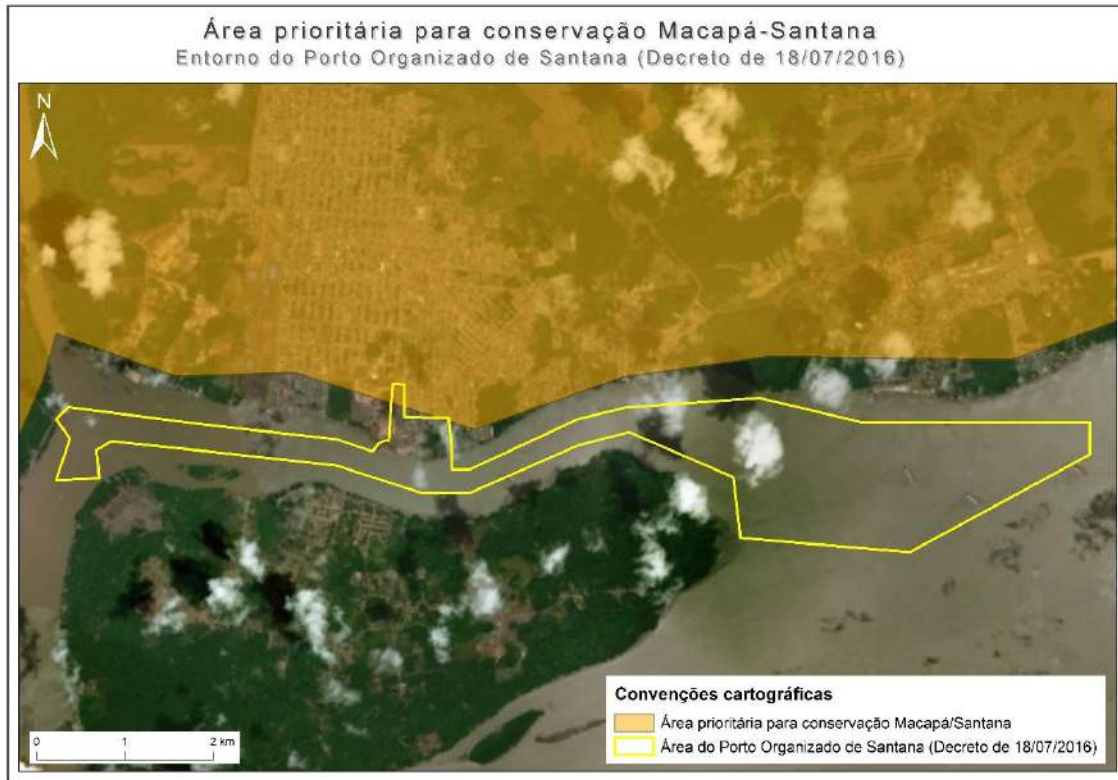 Área prioritária para conservação Macapá-Santana
Entorno do Porto Organizado de Santana (Decreto de 18/07/2016)
N
Convenções cartográficas
Área prioritária para conservação Macapá/Santana
Área do Porto Organizado de Santana (Decreto de 18/07/2016)
0 1 2 km